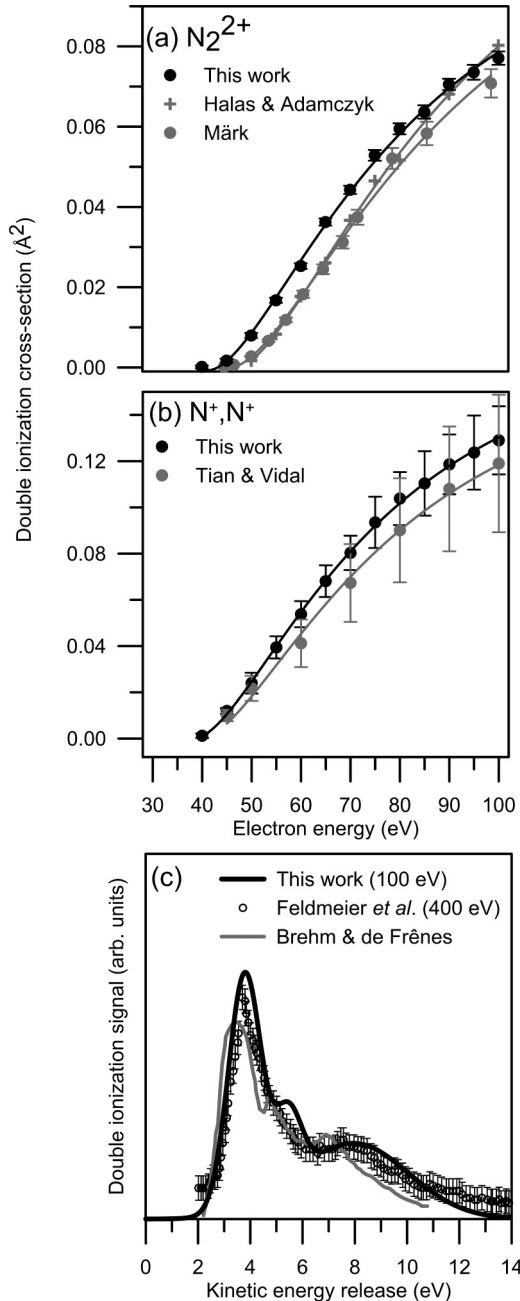 (a) N₂²⁺
This work
Halas & Adamczyk
Märk
0.08
0.06
0.04
0.02
0.00
Double ionization cross-section (Å²)
(b) N⁺,N⁺
This work
Tian & Vidal
0.12
0.08
0.04
0.00
30 40 50 60 70 80 90 100
Electron energy (eV)
(c)
This work (100 eV)
Feldmeier et al. (400 eV)
Brehm & de Frênes
Double ionization signal (arb. units)
0 2 4 6 8 10 12 14
Kinetic energy release (eV)